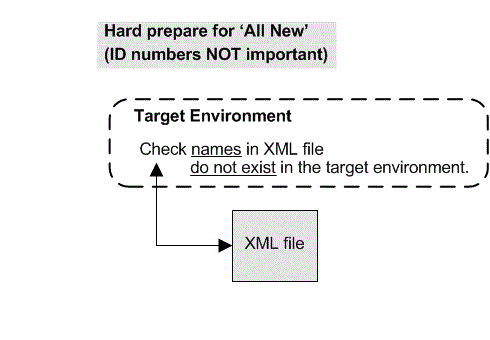 Hard prepare for ‘All New’
(ID numbers NOT important)
Target Environment
Check names in XML file
do not exist in the target environment.
XML file